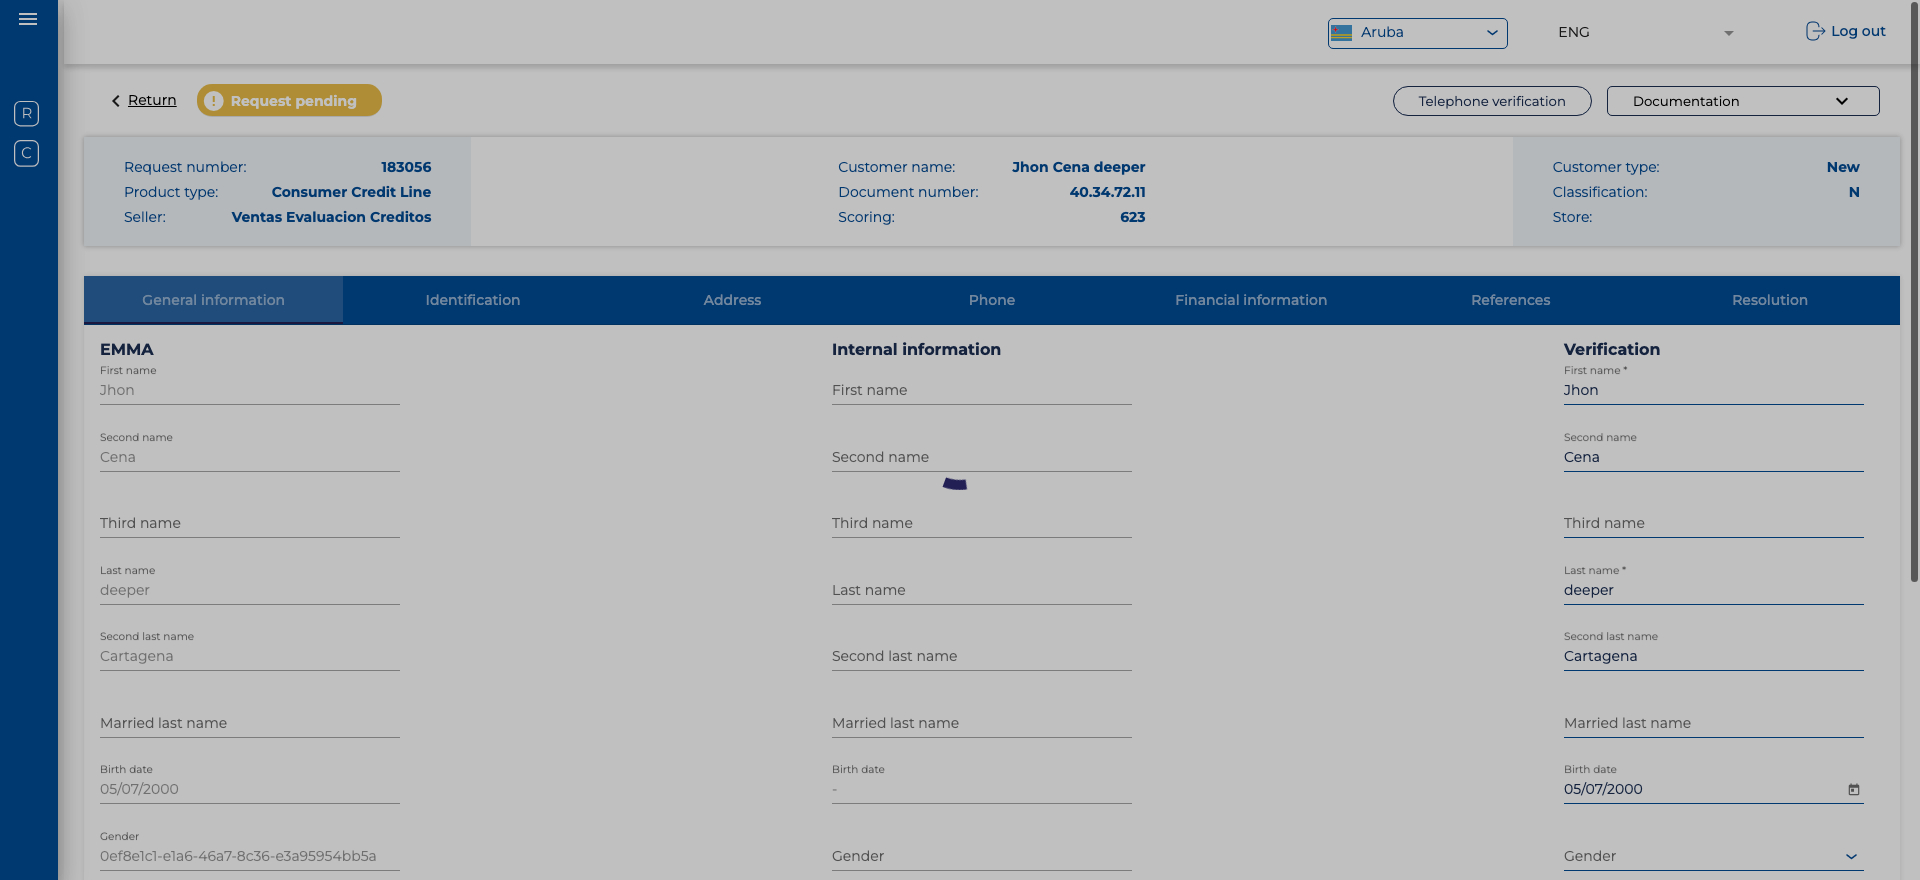 Aruba
ENG
Log out
R
C
Return
Request pending
Telephone verification
Documentation
Request number: 183056
Product type: Consumer Credit Line
Seller: Ventas Evaluacion Creditos
Customer name: Jhon Cena deeper
Document number: 40.34.72.11
Scoring: 623
Customer type: New
Classification: N
Store:
General information Identification Address Phone Financial information References Resolution
EMMA
First name
Jhon
Second name
Cena
Third name
Last name
deeper
Second last name
Cartagena
Married last name
Birth date
05/07/2000
Gender
0ef8e1c1-e1a6-46a7-8c36-e3a95954bb5a
Internal information
First name
Second name
Third name
Last name
Second last name
Married last name
Birth date
-
Gender
Verification
First name *
Jhon
Second name
Cena
Third name
Last name *
deeper
Second last name
Cartagena
Married last name
Birth date
05/07/2000
Gender